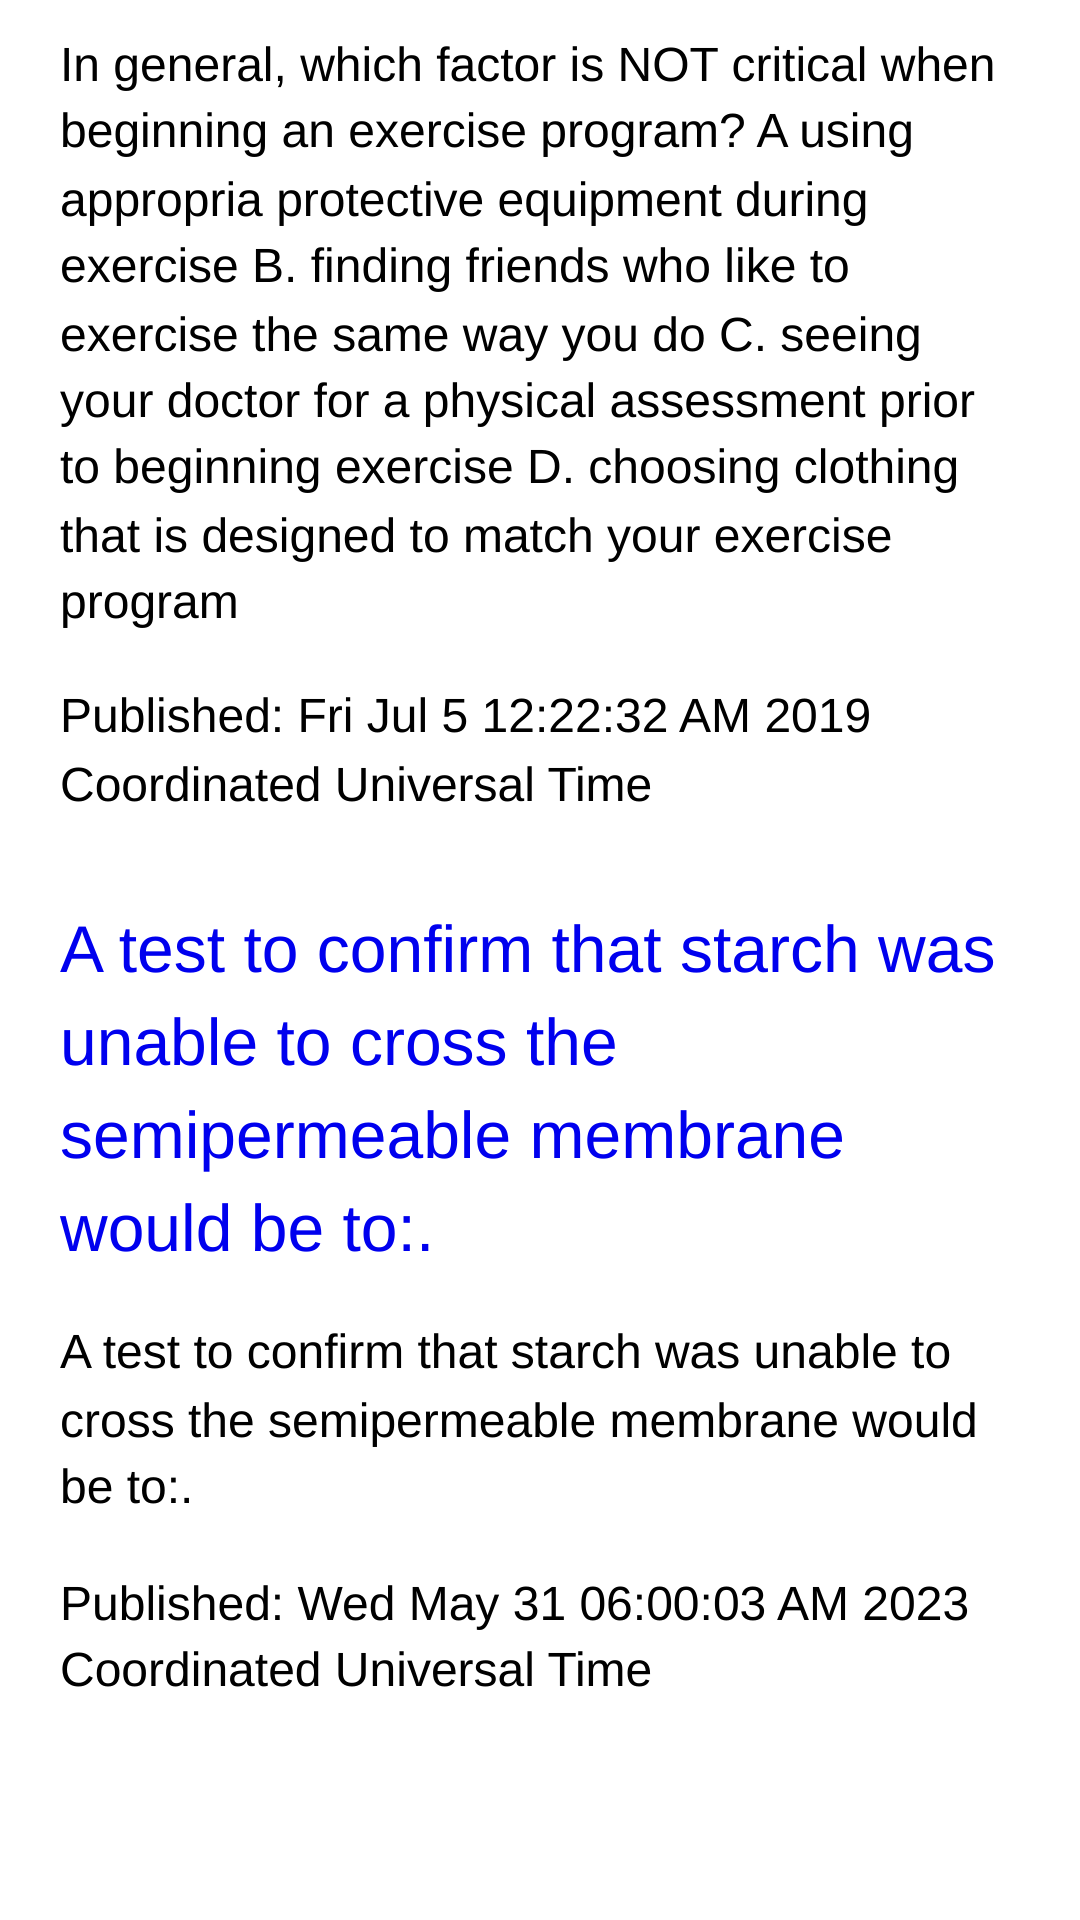 In general, which factor is NOT critical when
beginning an exercise program? A using
appropria protective equipment during
exercise B. finding friends who like to
exercise the same way you do C. seeing
your doctor for a physical assessment prior
to beginning exercise D. choosing clothing
that is designed to match your exercise
program
Published: Fri Jul 5 12:22:32 AM 2019
Coordinated Universal Time
A test to confirm that starch was
unable to cross the
semipermeable membrane
would be to:.
A test to confirm that starch was unable to
cross the semipermeable membrane would
be to:.
Published: Wed May 31 06:00:03 AM 2023
Coordinated Universal Time